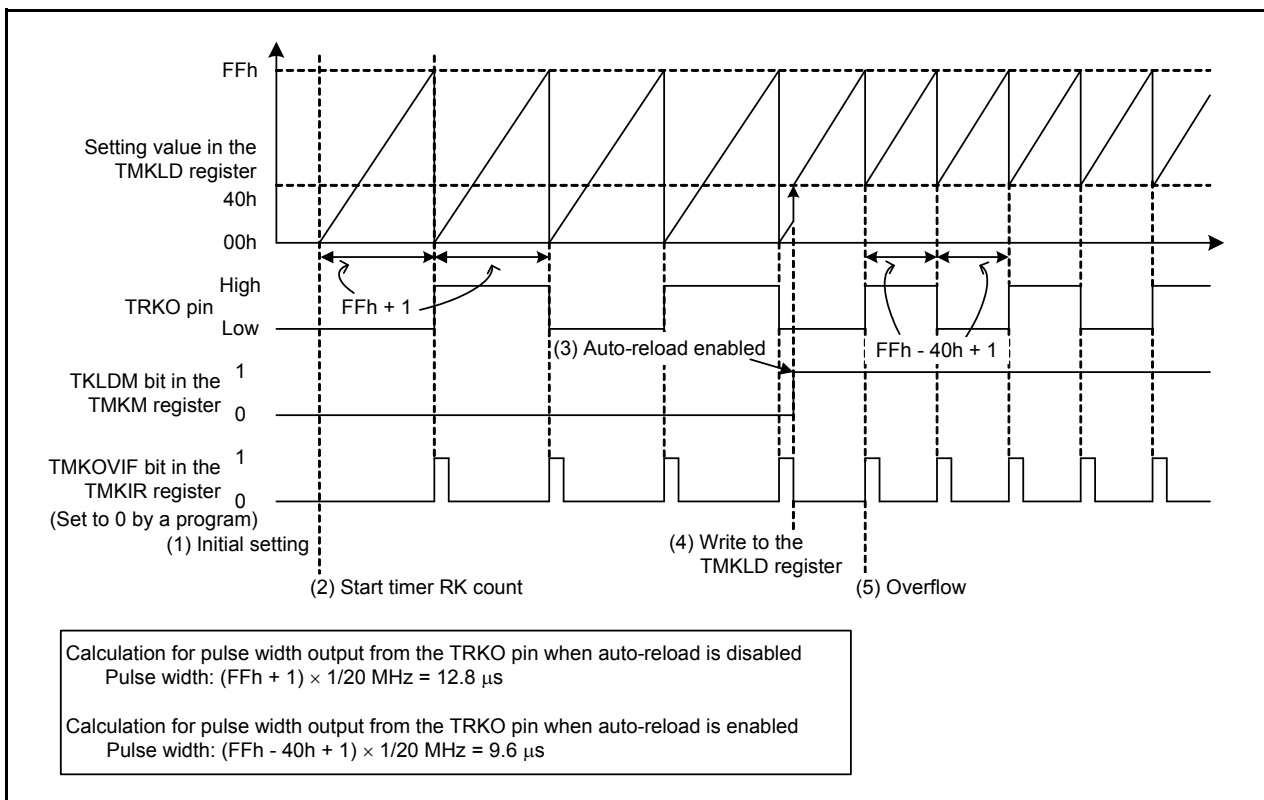 FFh
Setting value in the
TMKLD register
40h
00h
High
TRKO pin
FFh + 1
Low
(3) Auto-reload enabled
FFh - 40h + 1
1
TKLDM bit in the
TMKM register
0
TMKOVIF bit in the
1
TMKIR register
0
(Set to 0 by a program)
(1) Initial setting
(4) Write to the
TMKLD register
(2) Start timer RK count
(5) Overflow
Calculation for pulse width output from the TRKO pin when auto-reload is disabled
Pulse width: (FFh + 1) × 1/20 MHz = 12.8 μs
Calculation for pulse width output from the TRKO pin when auto-reload is enabled
Pulse width: (FFh - 40h + 1) × 1/20 MHz = 9.6 μs